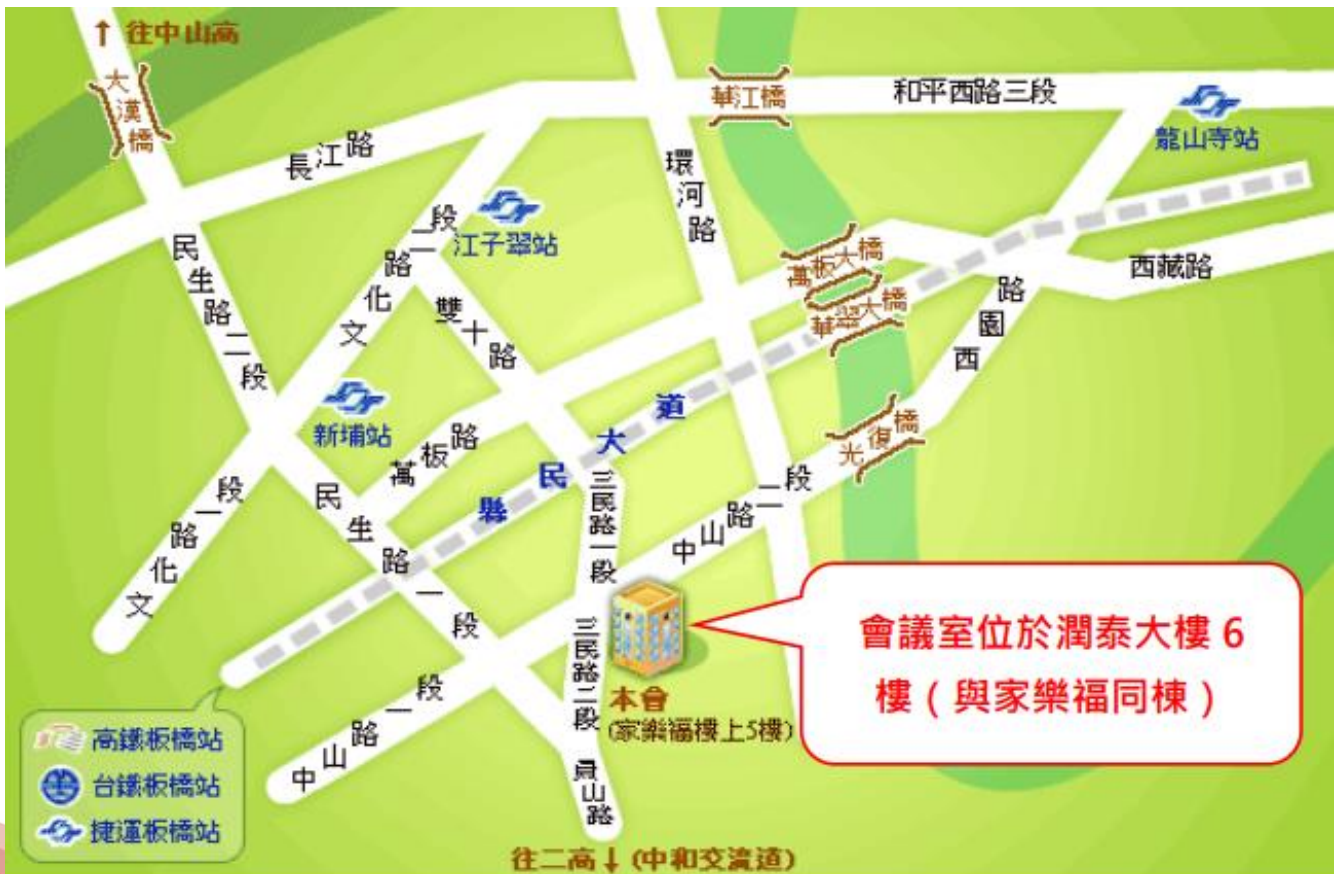 ↑ 往中山高
大漢橋
華江橋
和平西路三段
龍山寺站
長江路
環河路
江子翠站
文化路二段
民生路二段
雙十路
萬板大橋
華翠大橋
西藏路
西園路
新埔站
萬板路
縣民大道
光復橋
文化路一段
民生路一段
三民路一段
中山路二段
三民路二段
中山路一段
本會
(家樂福樓上5樓)
會議室位於潤泰大樓 6
樓（與家樂福同棟）
高鐵板橋站
台鐵板橋站
捷運板橋站
員山路
往二高↓(中和交流道)